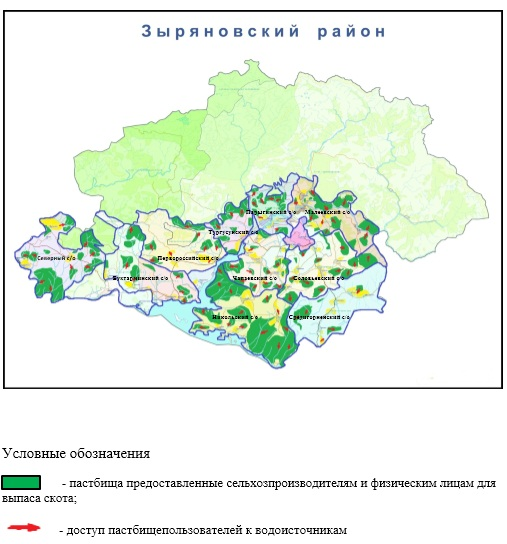 Зыряновский район
Парыгинский с/о
Малеевский с/о
Тургусунский с/о
Северный с/о
Первороссийский с/о
Чапаевский с/о
Соловьевский с/о
Бухтарминский с/о
Никольский с/о
Средигорненский с/о
Условные обозначения
- пастбища предоставленные сельхозпроизводителям и физическим лицам для
выпаса скота;
- доступ пастбищепользователей к водоисточникам